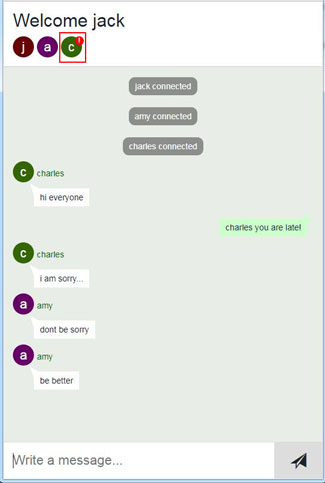 Welcome jack
j a c !
jack connected
amy connected
charles connected
c charles
hi everyone
charles you are late!
c charles
i am sorry...
a amy
dont be sorry
a amy
be better
Write a message...